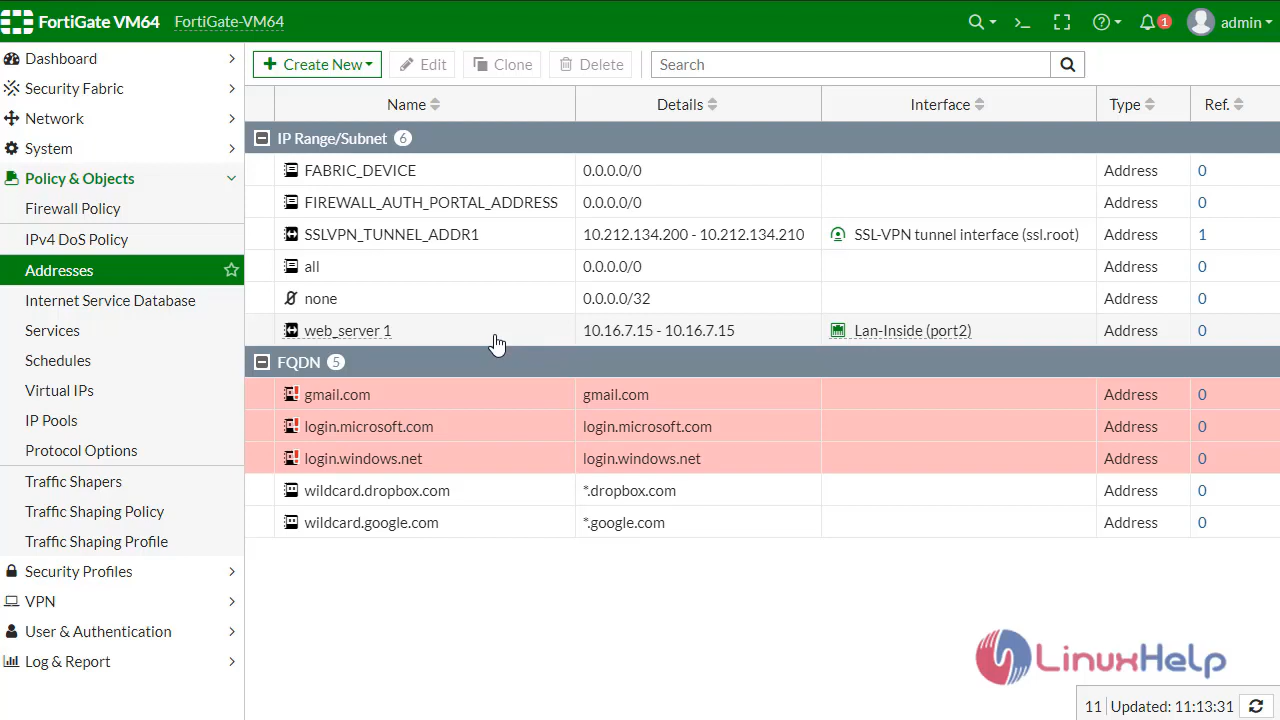 FortiGate VM64 FortiGate-VM64 >_ 1 admin
Dashboard
Security Fabric
Network
System
Policy & Objects
Firewall Policy
IPv4 DoS Policy
Addresses
Internet Service Database
Services
Schedules
Virtual IPs
IP Pools
Protocol Options
Traffic Shapers
Traffic Shaping Policy
Traffic Shaping Profile
Security Profiles
VPN
User & Authentication
Log & Report
+ Create New Edit Clone Delete Search
Name Details Interface Type Ref.
IP Range/Subnet 6
FABRIC_DEVICE 0.0.0.0/0 Address 0
FIREWALL_AUTH_PORTAL_ADDRESS 0.0.0.0/0 Address 0
SSLVPN_TUNNEL_ADDR1 10.212.134.200 - 10.212.134.210 SSL-VPN tunnel interface (ssl.root) Address 1
all 0.0.0.0/0 Address 0
none 0.0.0.0/32 Address 0
web_server 1 10.16.7.15 - 10.16.7.15 Lan-Inside (port2) Address 0
FQDN 5
gmail.com gmail.com Address 0
login.microsoft.com login.microsoft.com Address 0
login.windows.net login.windows.net Address 0
wildcard.dropbox.com *.dropbox.com Address 0
wildcard.google.com *.google.com Address 0
LinuxHelp
11 Updated: 11:13:31